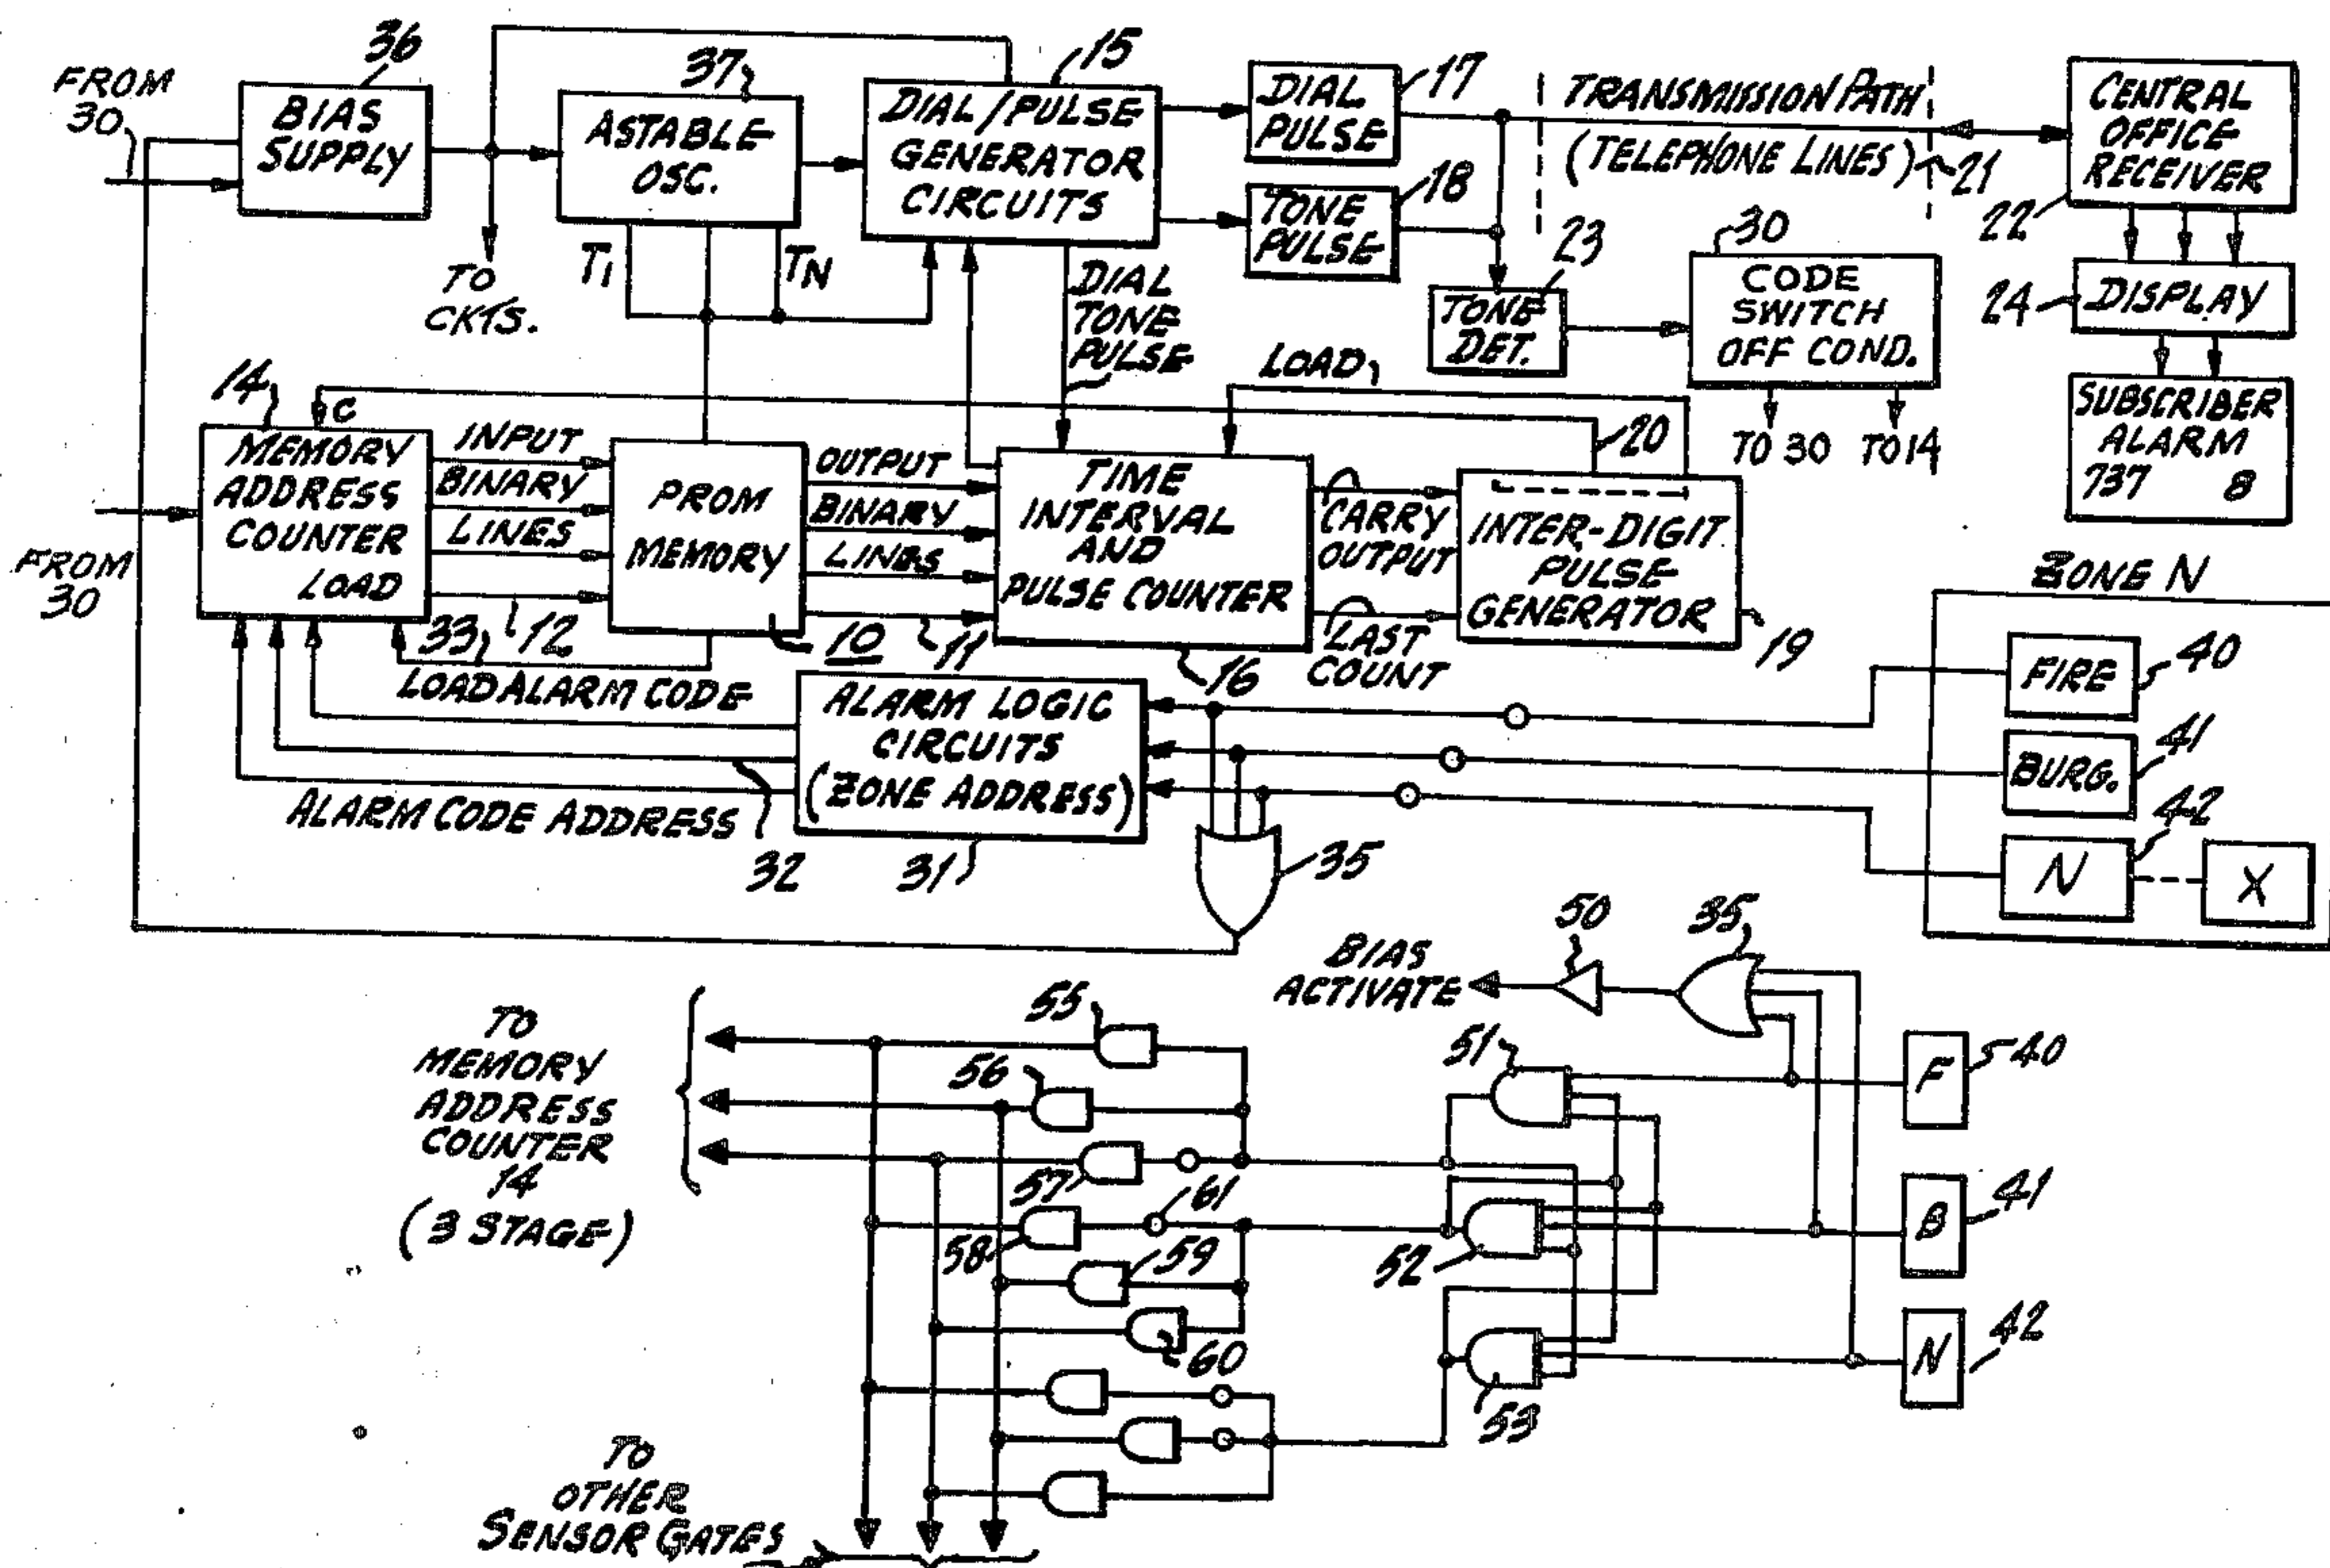 FROM
30
36
BIAS
SUPPLY
TO
CKTS.
37
ASTABLE
OSC.
T1
TN
15
DIAL/PULSE
GENERATOR
CIRCUITS
DIAL
TONE
PULSE
DIAL
PULSE
17
TONE
PULSE
18
TRANSMISSION PATH
(TELEPHONE LINES)
21
CENTRAL
OFFICE
RECEIVER
22
23
TONE
DET.
30
CODE
SWITCH
OFF COND.
TO 30
TO 14
24
DISPLAY
SUBSCRIBER
ALARM
737 8
14
C
MEMORY
ADDRESS
COUNTER
LOAD
FROM
30
INPUT
BINARY
LINES
12
33
LOAD ALARM CODE
PROM
MEMORY
10
OUTPUT
BINARY
LINES
11
LOAD
TIME
INTERVAL
AND
PULSE COUNTER
16
CARRY
OUTPUT
LAST
COUNT
20
INTER-DIGIT
PULSE
GENERATOR
19
ZONE N
FIRE
40
BURG.
41
N
42
X
ALARM LOGIC
CIRCUITS
(ZONE ADDRESS)
31
32
ALARM CODE ADDRESS
35
BIAS
ACTIVATE
50
35
TO
MEMORY
ADDRESS
COUNTER
14
(3 STAGE)
55
56
57
58
59
60
61
51
52
53
F
40
B
41
N
42
TO
OTHER
SENSOR GATES